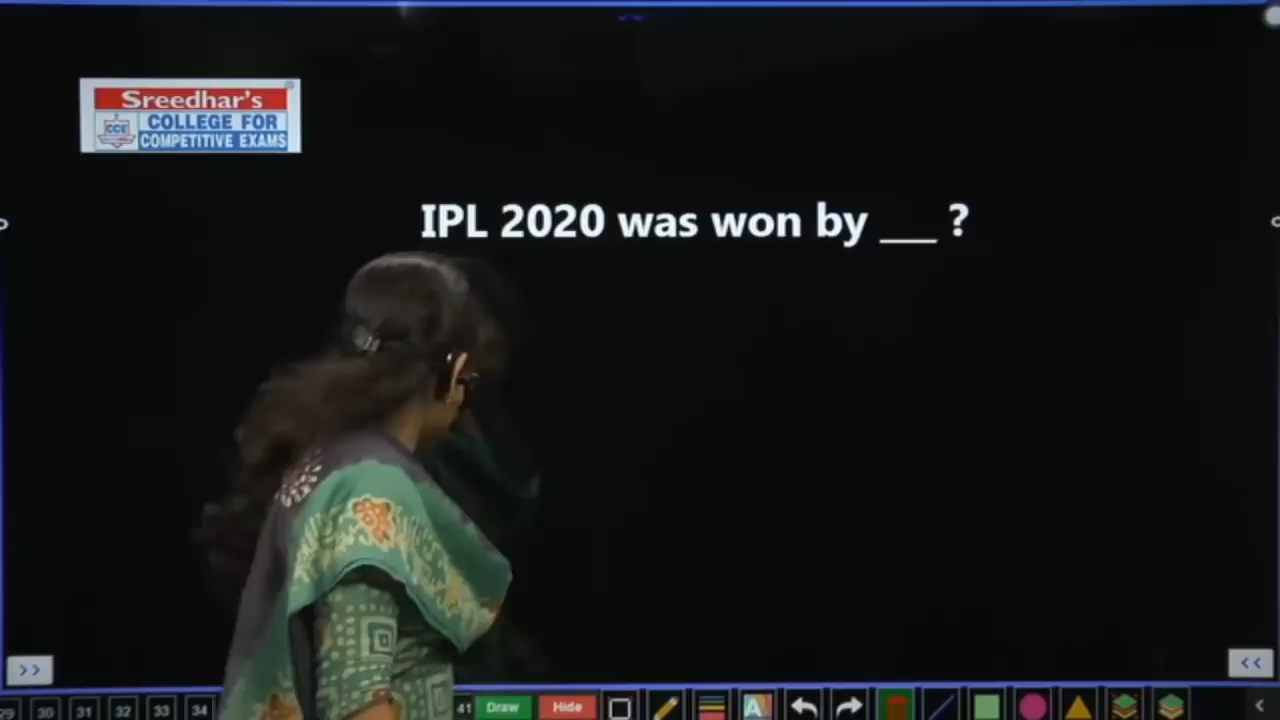 Sreedhar's
CCE
COLLEGE FOR
COMPETITIVE EXAMS
IPL 2020 was won by ___ ?
>>
<<
29 30 31 32 33 34 41 Draw Hide A